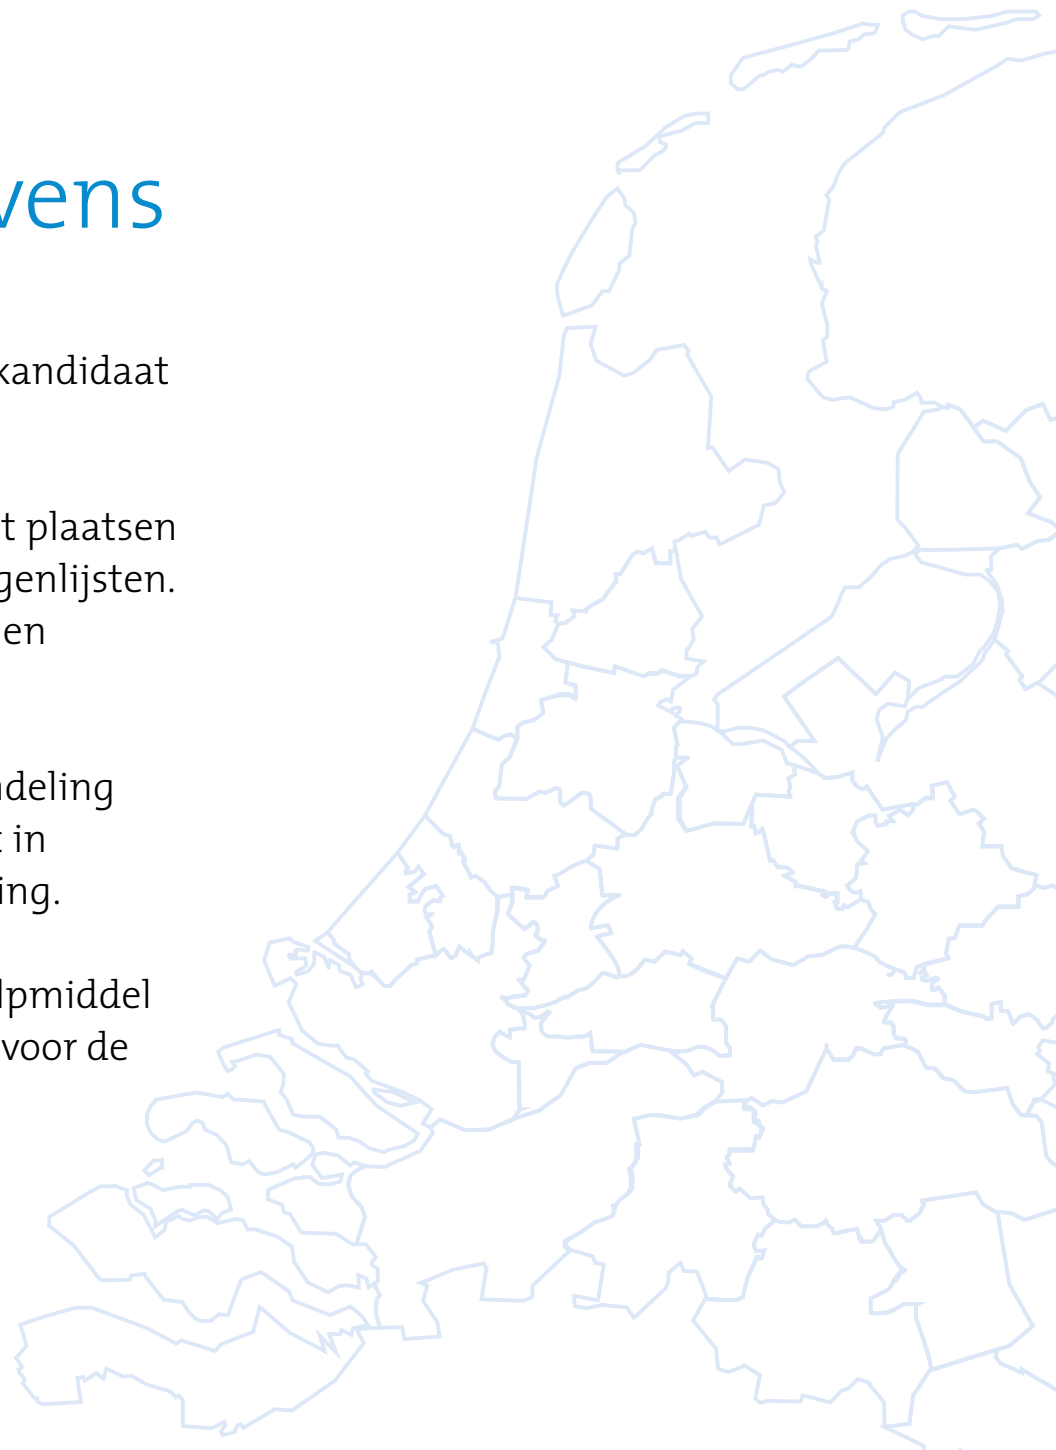 vens
kandidaat
t plaatsen
genlijsten.
en
deling
in
ing.
lpmiddel
voor de